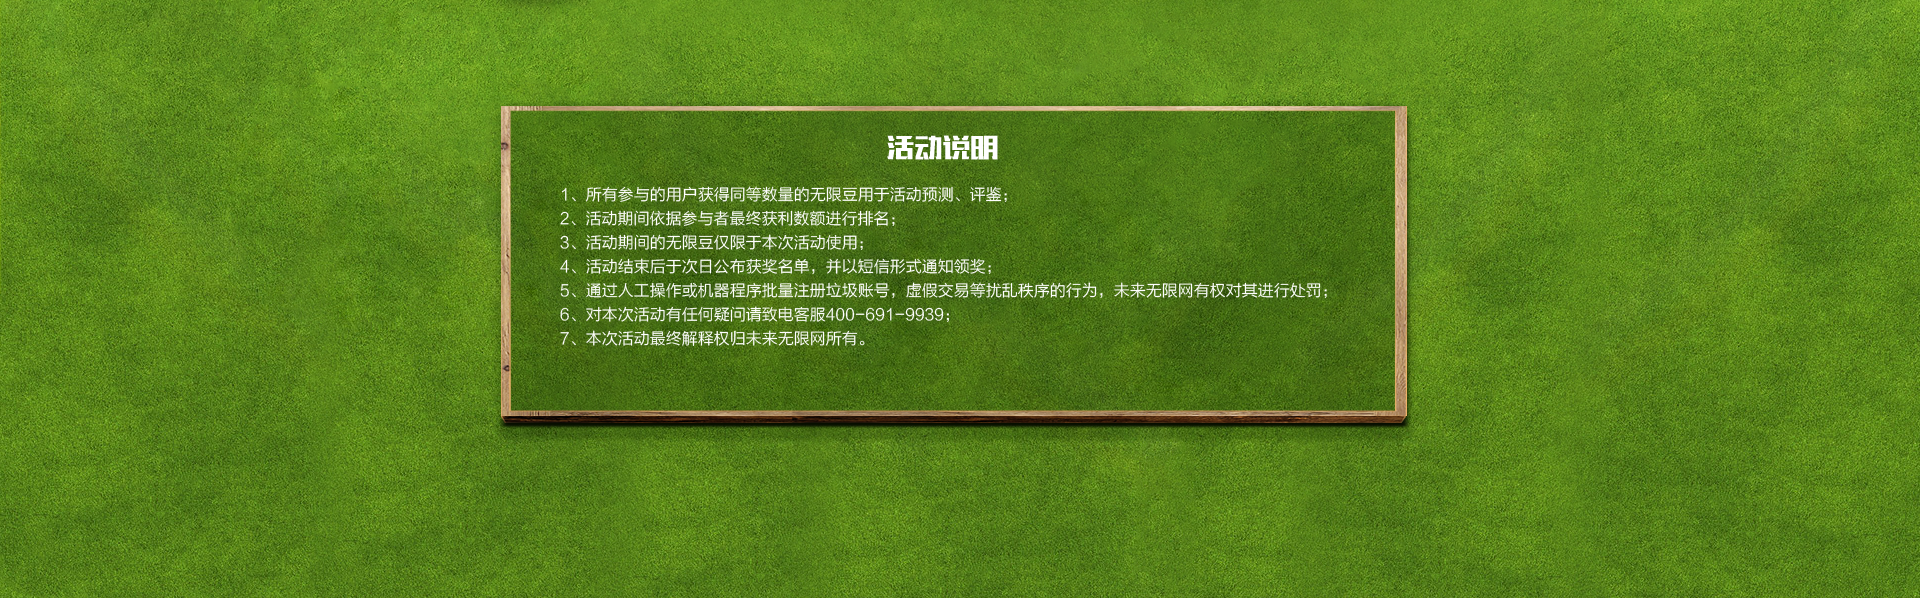 活动说明
1、所有参与的用户获得同等数量的无限豆用于活动预测、评鉴；
2、活动期间依据参与者最终获利数额进行排名；
3、活动期间的无限豆仅限于本次活动使用；
4、活动结束后于次日公布获奖名单，并以短信形式通知领奖；
5、通过人工操作或机器程序批量注册垃圾账号，虚假交易等扰乱秩序的行为，未来无限网有权对其进行处罚；
6、对本次活动有任何疑问请致电客服400-691-9939；
7、本次活动最终解释权归未来无限网所有。